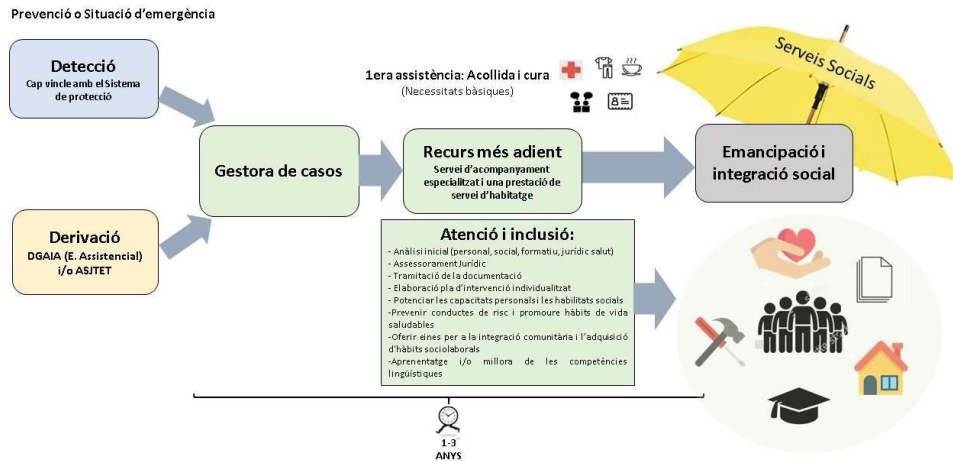 Prevenció o Situació d'emergència
Detecció
Cap vincle amb el Sistema
de protecció
Derivació
DGAIA (E. Assistencial)
i/o ASJTET
Gestora de casos
1era assistència: Acollida i cura
(Necessitats bàsiques)
Recurs més adient
Servei d'acompanyament
especialitzat i una prestació de
servei d'habitatge
Serveis Socials
Emancipació i
integració social
Atenció i inclusió:
- Anàlisi inicial (personal, social, formatiu, jurídic salut)
- Assessorament Jurídic
- Tramitació de la documentació
- Elaboració pla d'intervenció individualitzat
- Potenciar les capacitats personals i les habilitats socials
-Prevenir conductes de risc i promoure hàbits de vida
saludables
-Oferir eines per a la integració comunitària i l'adquisició
d'hàbits sociolaborals
-Aprenentatge i/o millora de les competències
lingüístiques
1-3
ANYS